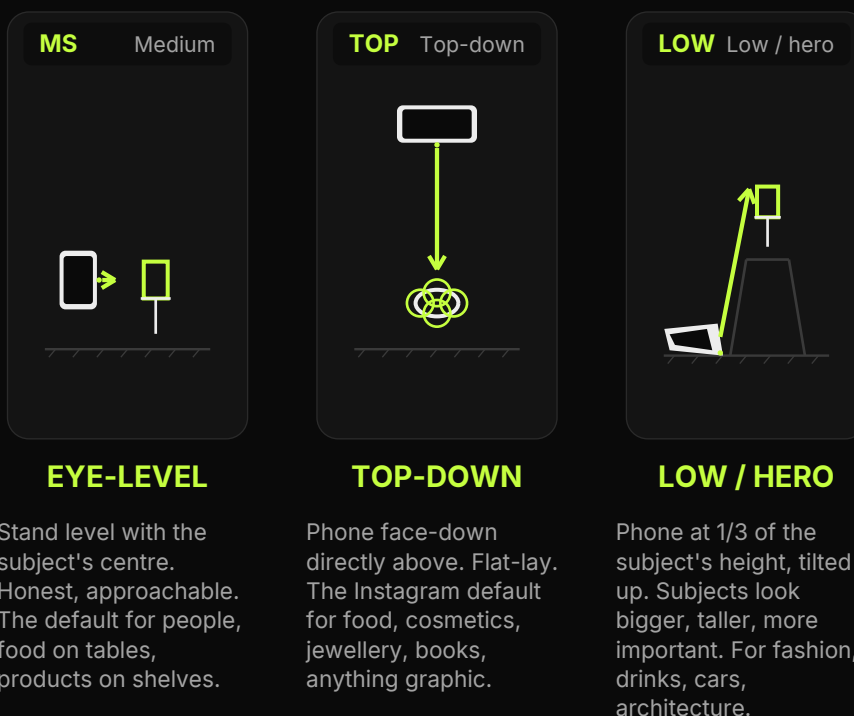 MS Medium
TOP Top-down
LOW Low / hero
EYE-LEVEL
Stand level with the
subject's centre.
Honest, approachable.
The default for people,
food on tables,
products on shelves.
TOP-DOWN
Phone face-down
directly above. Flat-lay.
The Instagram default
for food, cosmetics,
jewellery, books,
anything graphic.
LOW / HERO
Phone at 1/3 of the
subject's height, tilted
up. Subjects look
bigger, taller, more
important. For fashion,
drinks, cars,
architecture.